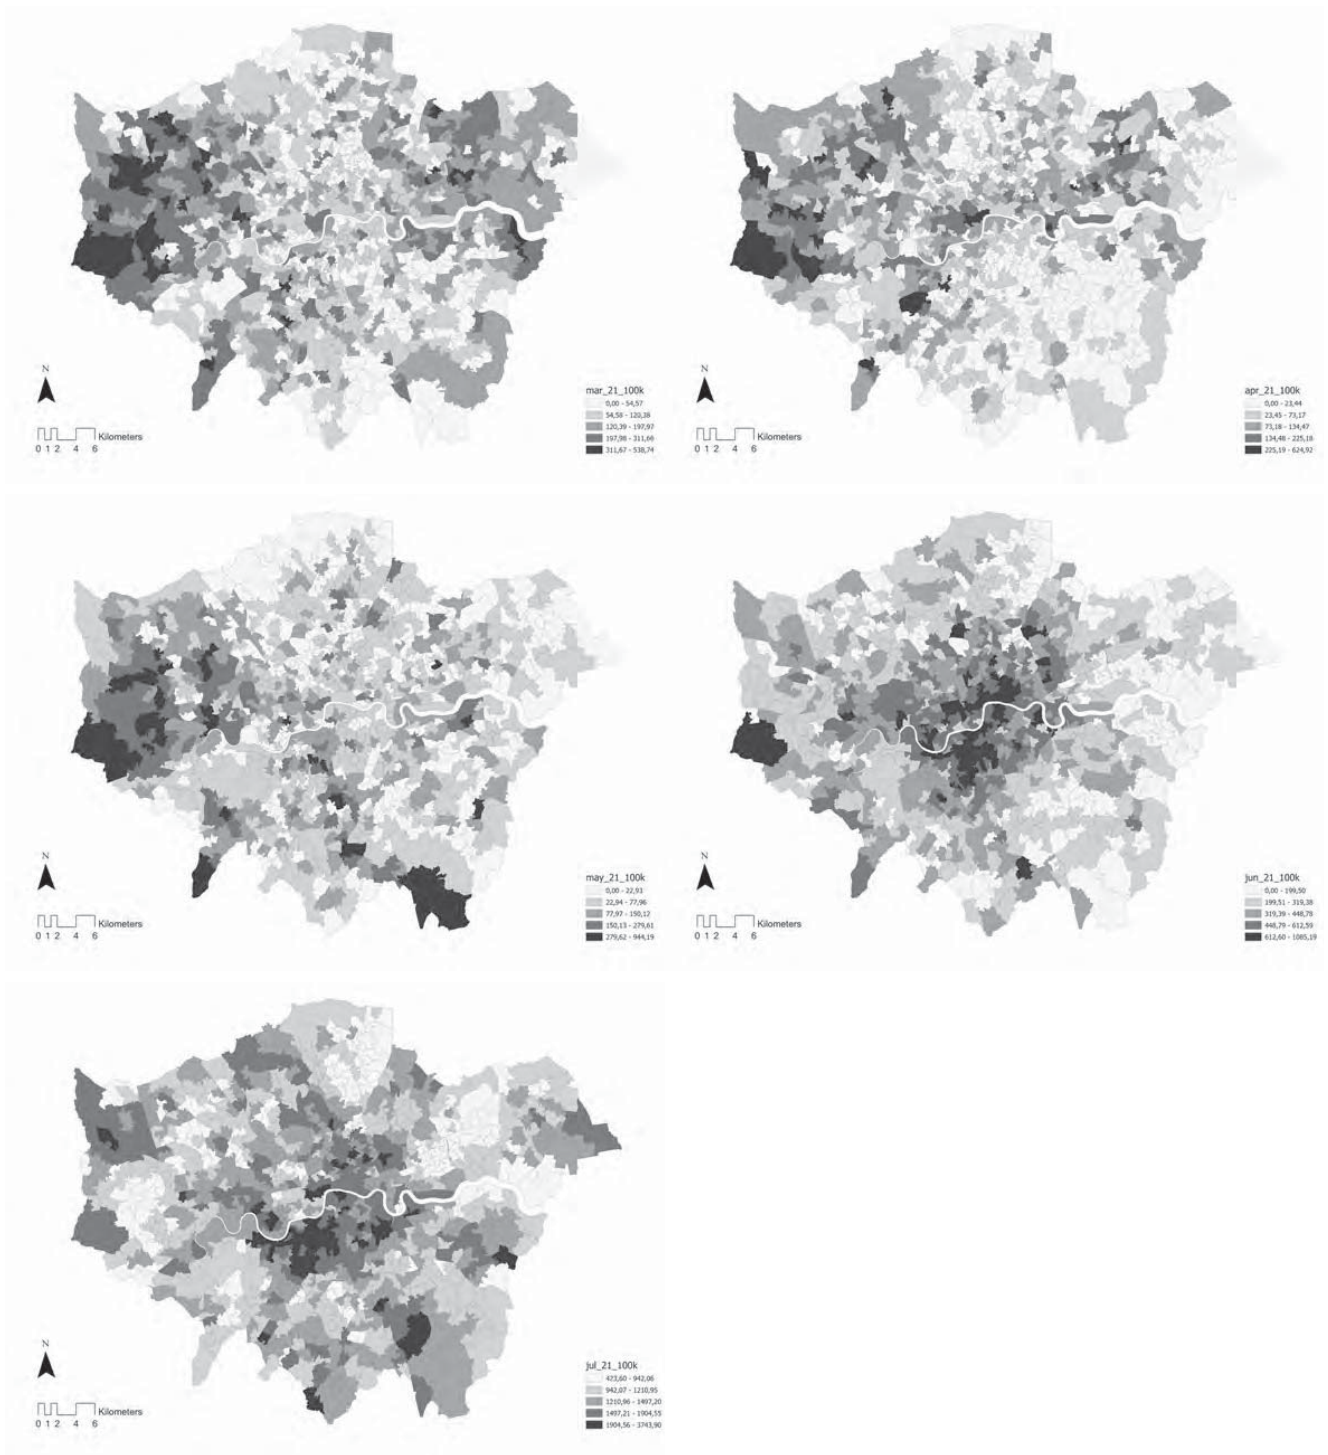 N
Kilometers
0 1 2 4 6
mar_21_100k
0,00 - 54,57
54,58 - 120,38
120,39 - 197,97
197,98 - 311,66
311,67 - 538,74
N
Kilometers
0 1 2 4 6
apr_21_100k
0,00 - 23,44
23,45 - 73,17
73,18 - 134,47
134,48 - 225,18
225,19 - 624,92
N
Kilometers
0 1 2 4 6
may_21_100k
0,00 - 22,93
22,94 - 77,96
77,97 - 150,12
150,13 - 279,61
279,62 - 944,19
N
Kilometers
0 1 2 4 6
jun_21_100k
0,00 - 199,50
199,51 - 319,38
319,39 - 448,78
448,79 - 612,59
612,60 - 1085,19
N
Kilometers
0 1 2 4 6
jul_21_100k
423,60 - 942,06
942,07 - 1210,95
1210,96 - 1497,20
1497,21 - 1904,55
1904,56 - 3743,90